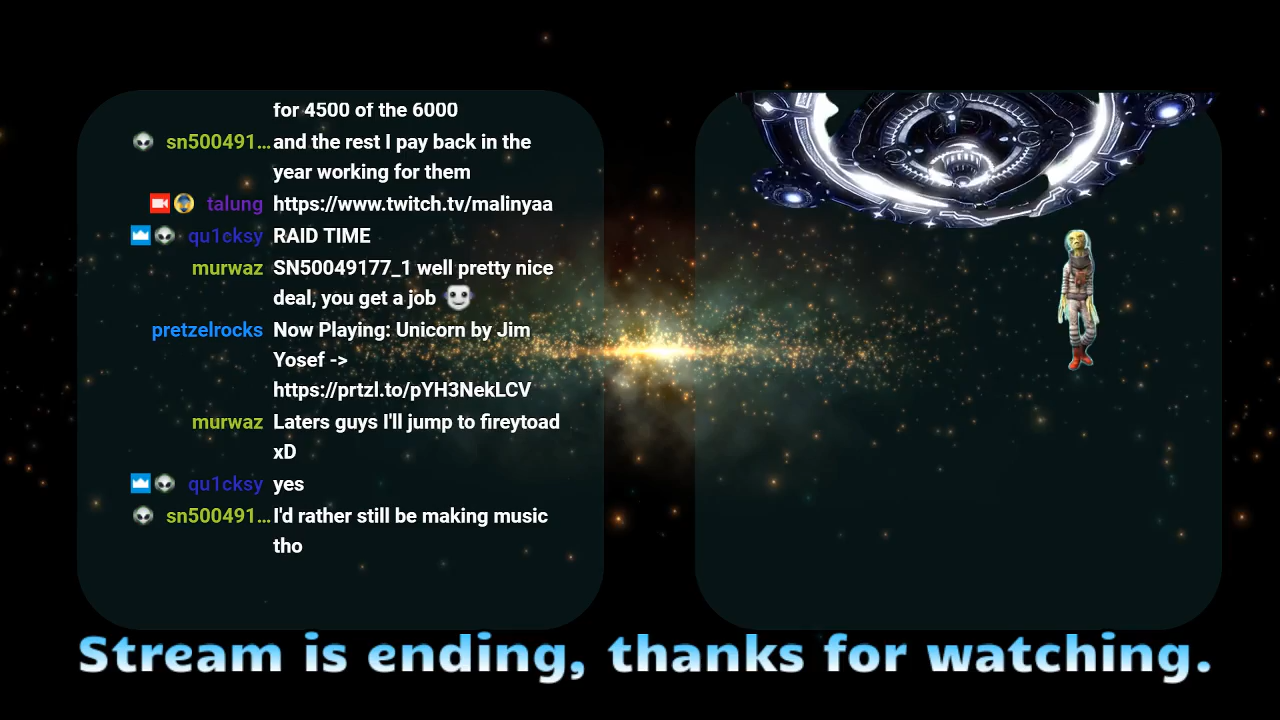 for 4500 of the 6000
sn500491... and the rest I pay back in the
year working for them
talung https://www.twitch.tv/malinyaa
qu1cksy RAID TIME
murwaz SN50049177_1 well pretty nice
deal, you get a job
pretzelrocks Now Playing: Unicorn by Jim
Yosef ->
https://prtzl.to/pYH3NekLCV
murwaz Laters guys I'll jump to fireytoad
xD
qu1cksy yes
sn500491... I'd rather still be making music
tho
Stream is ending, thanks for watching.